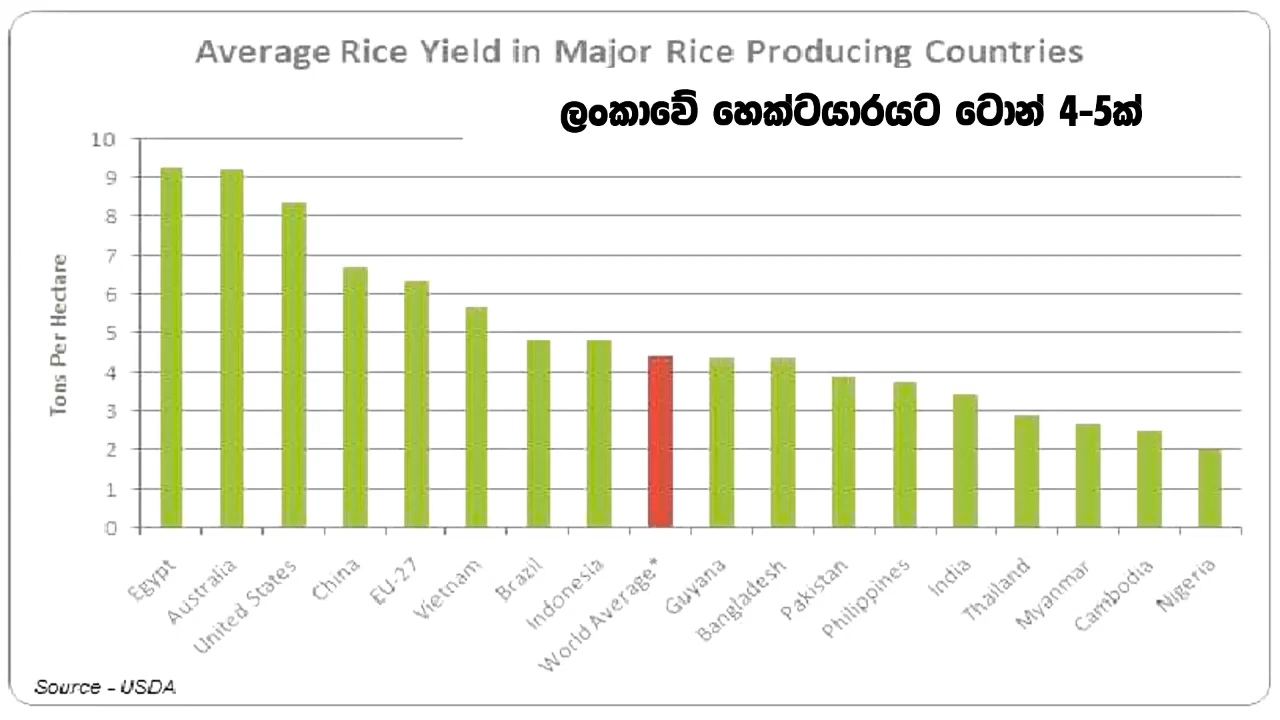 Average Rice Yield in Major Rice Producing Countries
ලංකාවේ හෙක්ටයාරයට ටොන් 4-5ක්
10
9
8
7
6
5
4
3
2
1
0
Tons Per Hectare
Egypt
Australia
United States
China
EU-27
Vietnam
Brazil
Indonesia
World Average*
Guyana
Bangladesh
Pakistan
Philippines
India
Thailand
Myanmar
Cambodia
Nigeria
Source - USDA